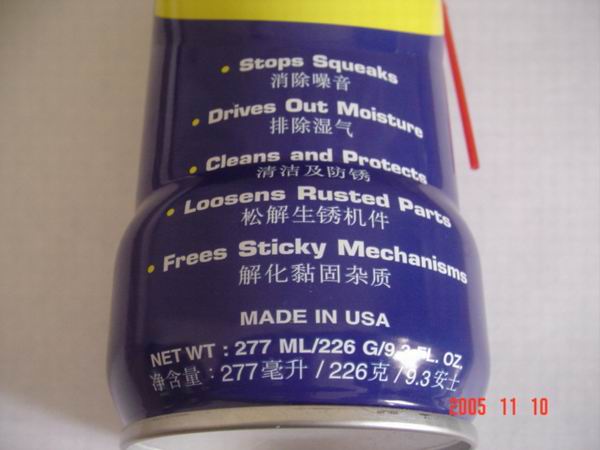 • Stops Squeaks
消除噪音
• Drives Out Moisture
排除湿气
• Cleans and Protects
清洁及防锈
• Loosens Rusted Parts
松解生锈机件
• Frees Sticky Mechanisms
解化黏固杂质
MADE IN USA
NET WT : 277 ML/226 G/9.3 FL. OZ.
净含量 : 277毫升 / 226克 / 9.3安士
2005 11 10